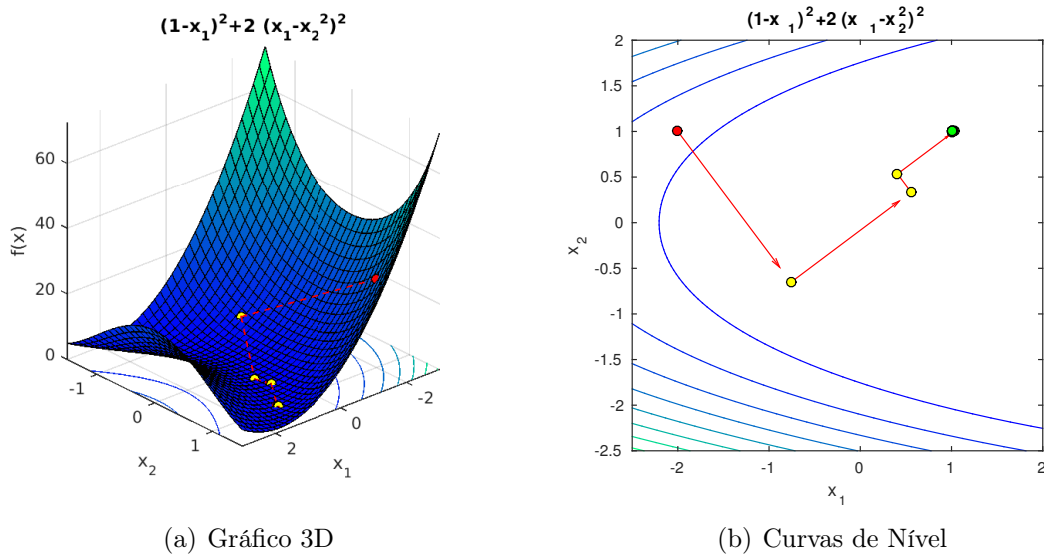 (1-x₁)²+2 (x₁-x₂²)²
60
40
20
0
f(x)
-1
0
1
x₂
2
0
-2
x₁
(a) Gráfico 3D
(1-x ₁)²+2 (x ₁-x₂²)²
2
1.5
1
0.5
0
-0.5
-1
-1.5
-2
-2.5
x₂
-2
-1
0
1
2
x₁
(b) Curvas de Nível